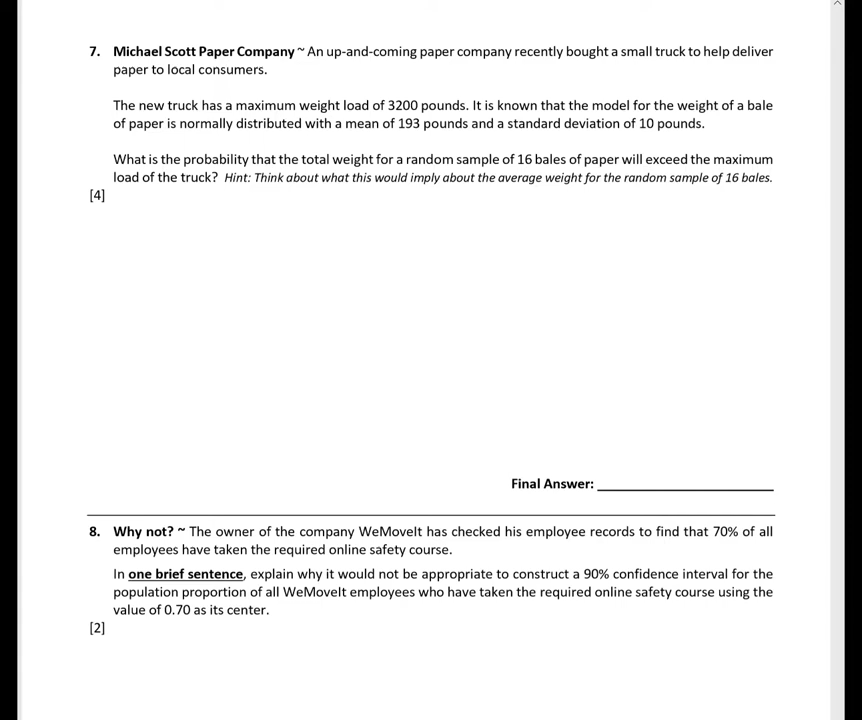 7. Michael Scott Paper Company ~ An up-and-coming paper company recently bought a small truck to help deliver
paper to local consumers.
The new truck has a maximum weight load of 3200 pounds. It is known that the model for the weight of a bale
of paper is normally distributed with a mean of 193 pounds and a standard deviation of 10 pounds.
What is the probability that the total weight for a random sample of 16 bales of paper will exceed the maximum
load of the truck? Hint: Think about what this would imply about the average weight for the random sample of 16 bales.
[4]
Final Answer: ____________________
8. Why not? ~ The owner of the company WeMoveIt has checked his employee records to find that 70% of all
employees have taken the required online safety course.
In one brief sentence, explain why it would not be appropriate to construct a 90% confidence interval for the
population proportion of all WeMoveIt employees who have taken the required online safety course using the
value of 0.70 as its center.
[2]